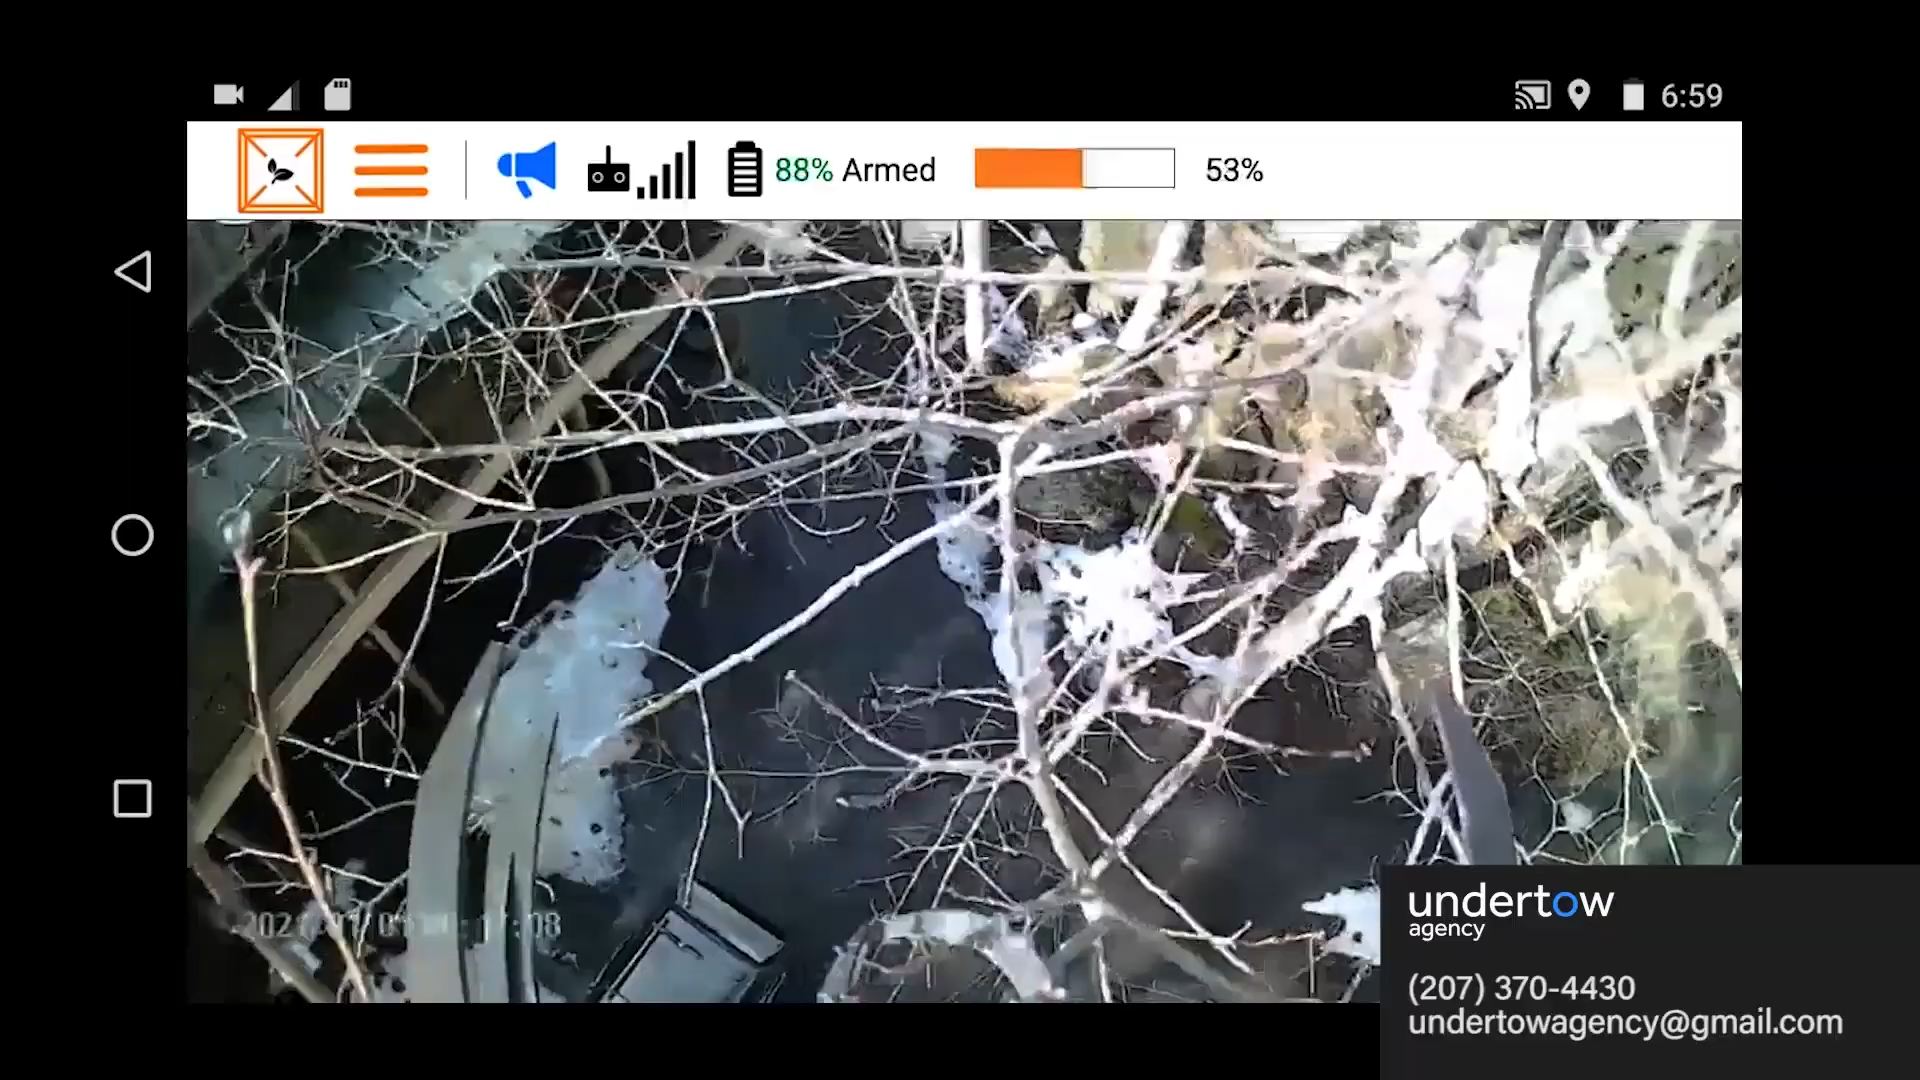 6:59
88% Armed 53%
undertow
agency
(207) 370-4430
undertowagency@gmail.com